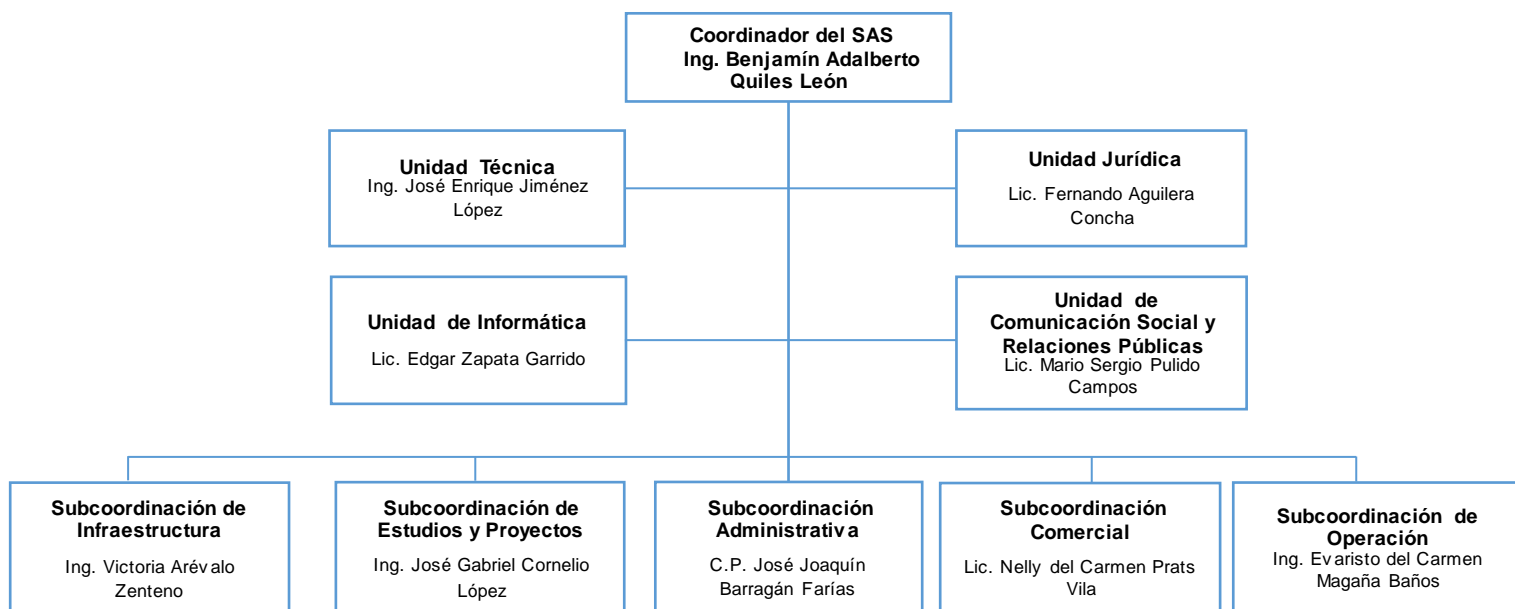 Coordinador del SAS
Ing. Benjamín Adalberto
Quiles León
Unidad Técnica
Ing. José Enrique Jiménez
López
Unidad Jurídica
Lic. Fernando Aguilera
Concha
Unidad de Informática
Lic. Edgar Zapata Garrido
Unidad de
Comunicación Social y
Relaciones Públicas
Lic. Mario Sergio Pulido
Campos
Subcoordinación de
Infraestructura
Ing. Victoria Arévalo
Zenteno
Subcoordinación de
Estudios y Proyectos
Ing. José Gabriel Cornelio
López
Subcoordinación
Administrativa
C.P. José Joaquín
Barragán Farías
Subcoordinación
Comercial
Lic. Nelly del Carmen Prats
Vila
Subcoordinación de
Operación
Ing. Evaristo del Carmen
Magaña Baños